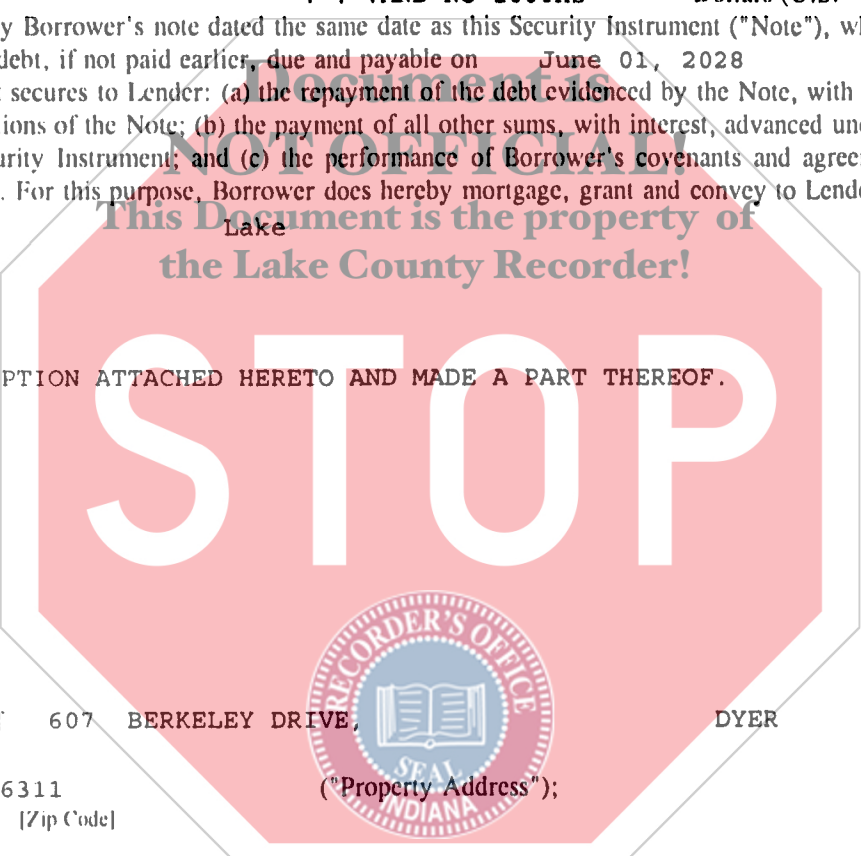 y Borrower's note dated the same date as this Security Instrument ("Note"), wh
debt, if not paid earlier, due and payable on June 01, 2028
t secures to Lender: (a) the repayment of the debt evidenced by the Note, with
Document is
ions of the Note; (b) the payment of all other sums, with interest, advanced un
NOT OFFICIAL!
urity Instrument; and (c) the performance of Borrower's covenants and agree
. For this purpose, Borrower does hereby mortgage, grant and convey to Lende
This Document is the property of
Lake
the Lake County Recorder!
PTION ATTACHED HERETO AND MADE A PART THEREOF.
STOP
RECORDER'S OFFICE
607 BERKELEY DRIVE, DYER
SEAL
6311 ("Property Address");
INDIANA
[Zip Code]